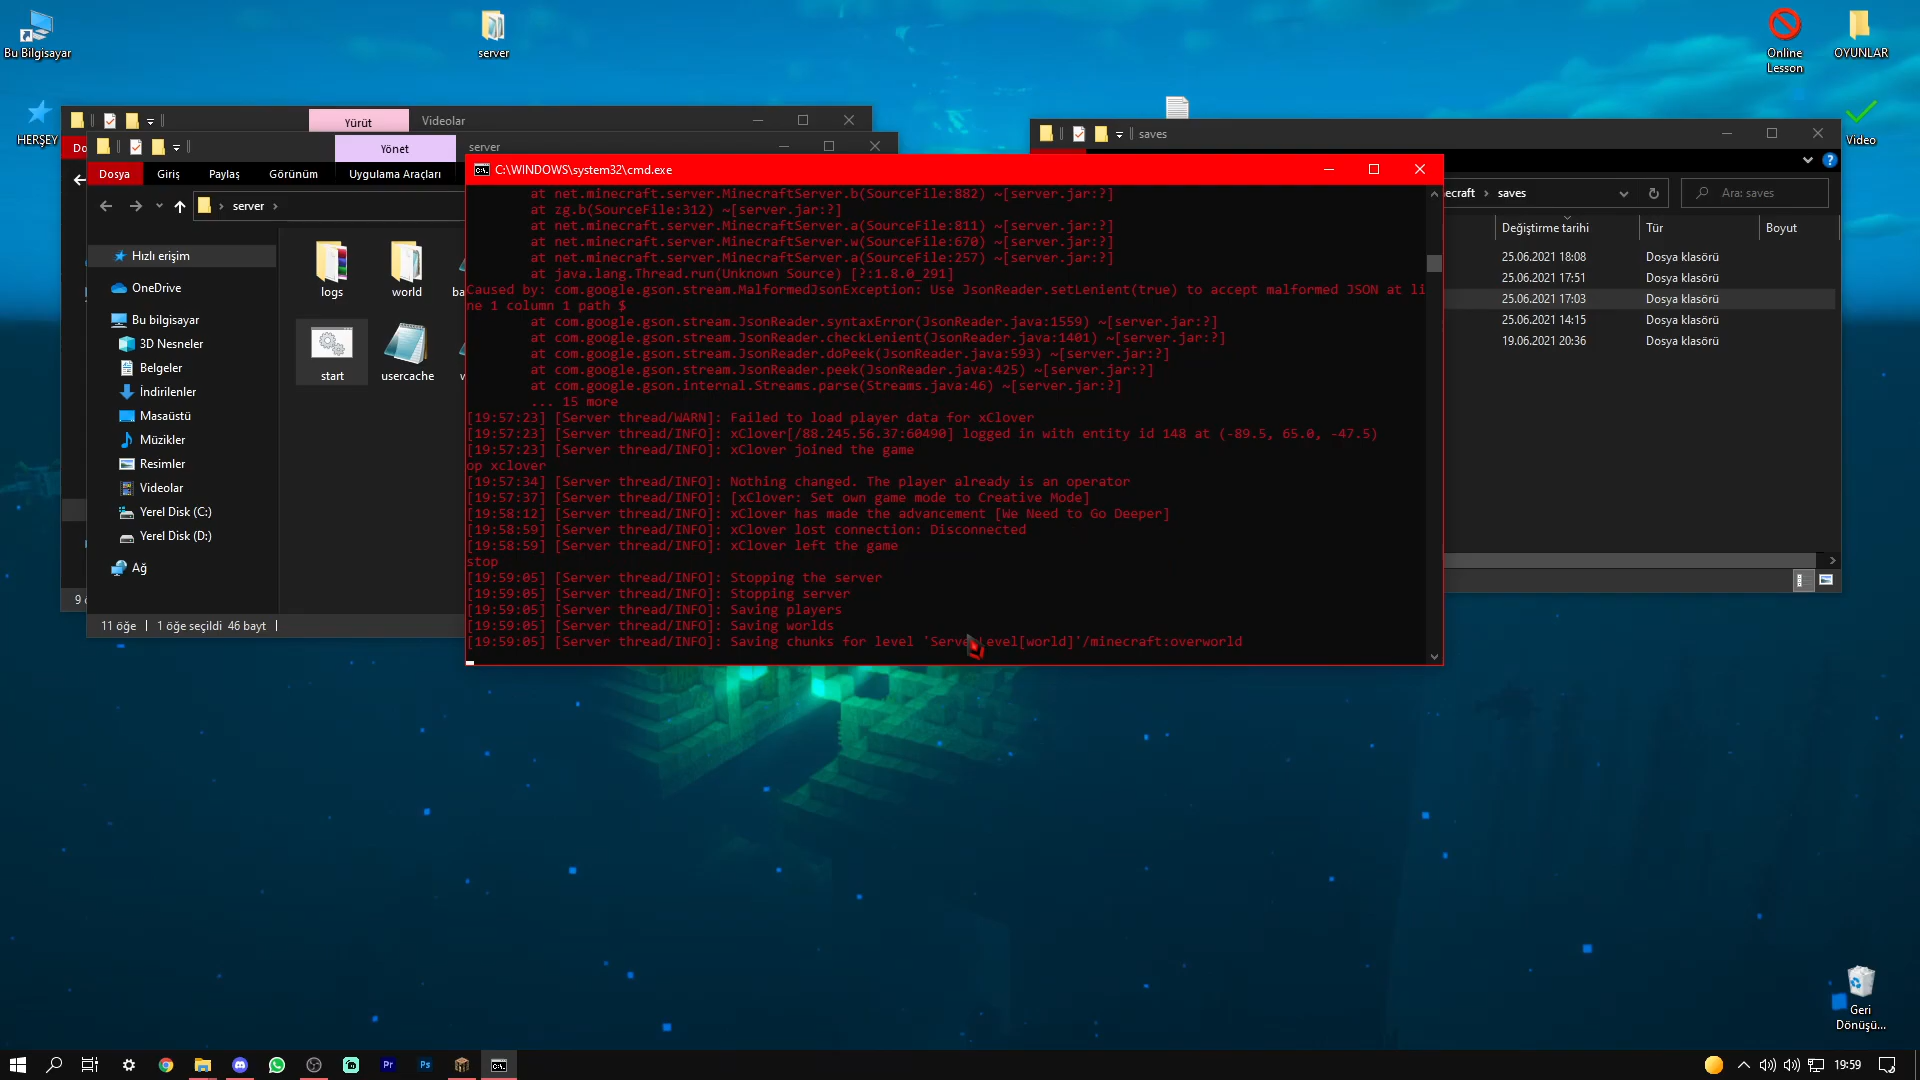 Bu Bilgisayar
server
Online
Lesson
OYUNLAR
HERŞEY
Video
Yürüt
Videolar
Do
Yönet
server
Dosya
Giriş
Paylaş
Görünüm
Uygulama Araçları
server
Hızlı erişim
OneDrive
Bu bilgisayar
3D Nesneler
Belgeler
İndirilenler
Masaüstü
Müzikler
Resimler
Videolar
Yerel Disk (C:)
Yerel Disk (D:)
Ağ
logs
world
ba
start
usercache
11 öğe
1 öğe seçildi 46 bayt
C:\WINDOWS\system32\cmd.exe
at net.minecraft.server.MinecraftServer.b(SourceFile:882) ~[server.jar:?]
at zg.b(SourceFile:312) ~[server.jar:?]
at net.minecraft.server.MinecraftServer.a(SourceFile:811) ~[server.jar:?]
at net.minecraft.server.MinecraftServer.w(SourceFile:670) ~[server.jar:?]
at net.minecraft.server.MinecraftServer.a(SourceFile:257) ~[server.jar:?]
at java.lang.Thread.run(Unknown Source) [?:1.8.0_291]
Caused by: com.google.gson.stream.MalformedJsonException: Use JsonReader.setLenient(true) to accept malformed JSON at li
ne 1 column 1 path $
at com.google.gson.stream.JsonReader.syntaxError(JsonReader.java:1559) ~[server.jar:?]
at com.google.gson.stream.JsonReader.checkLenient(JsonReader.java:1401) ~[server.jar:?]
at com.google.gson.stream.JsonReader.doPeek(JsonReader.java:593) ~[server.jar:?]
at com.google.gson.stream.JsonReader.peek(JsonReader.java:425) ~[server.jar:?]
at com.google.gson.internal.Streams.parse(Streams.java:46) ~[server.jar:?]
... 15 more
[19:57:23] [Server thread/WARN]: Failed to load player data for xClover
[19:57:23] [Server thread/INFO]: xClover[/88.245.56.37:60490] logged in with entity id 148 at (-89.5, 65.0, -47.5)
[19:57:23] [Server thread/INFO]: xClover joined the game
op xclover
[19:57:34] [Server thread/INFO]: Nothing changed. The player already is an operator
[19:57:37] [Server thread/INFO]: [xClover: Set own game mode to Creative Mode]
[19:58:12] [Server thread/INFO]: xClover has made the advancement [We Need to Go Deeper]
[19:58:59] [Server thread/INFO]: xClover lost connection: Disconnected
[19:58:59] [Server thread/INFO]: xClover left the game
stop
[19:59:05] [Server thread/INFO]: Stopping the server
[19:59:05] [Server thread/INFO]: Stopping server
[19:59:05] [Server thread/INFO]: Saving players
[19:59:05] [Server thread/INFO]: Saving worlds
[19:59:05] [Server thread/INFO]: Saving chunks for level 'ServerLevel[world]'/minecraft:overworld
saves
ecraft
saves
Ara: saves
Değiştirme tarihi
Tür
Boyut
25.06.2021 18:08 Dosya klasörü
25.06.2021 17:51 Dosya klasörü
25.06.2021 17:03 Dosya klasörü
25.06.2021 14:15 Dosya klasörü
19.06.2021 20:36 Dosya klasörü
Geri
Dönüşü...
Pr
Ps
19:59